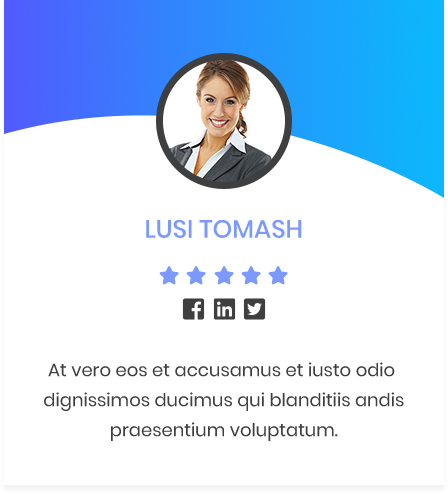 LUSI TOMASH
At vero eos et accusamus et iusto odio
dignissimos ducimus qui blanditiis andis
praesentium voluptatum.